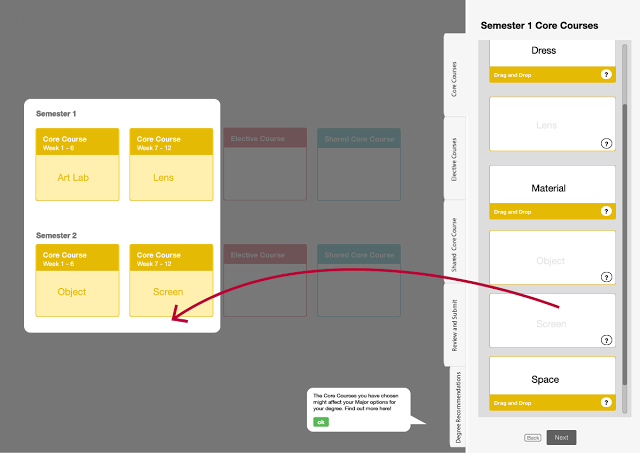 Semester 1 Core Courses
Dress
Drag and Drop ?
Lens
?
Material
Drag and Drop ?
Object
?
Screen
?
Space
Drag and Drop ?
Back Next
Core Courses
Elective Courses
Shared Core Course
Review and Submit
Degree Recommendations
Semester 1
Core Course
Week 1 - 6
Art Lab
Core Course
Week 7 - 12
Lens
Elective Course
Shared Core Course
Semester 2
Core Course
Week 1 - 6
Object
Core Course
Week 7 - 12
Screen
Elective Course
Shared Core Course
The Core Courses you have chosen
might affect your Major options for
your degree. Find out more here!
ok